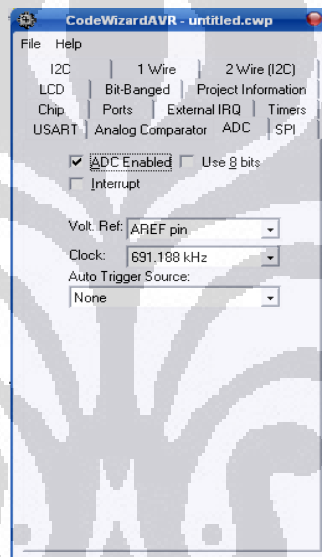 CodeWizardAVR - untitled.cwp
File Help
I2C 1 Wire 2 Wire (I2C)
LCD Bit-Banged Project Information
Chip Ports External IRQ Timers
USART Analog Comparator ADC SPI
ADC Enabled Use 8 bits
Interrupt
Volt. Ref: AREF pin
Clock: 691.188 kHz
Auto Trigger Source:
None